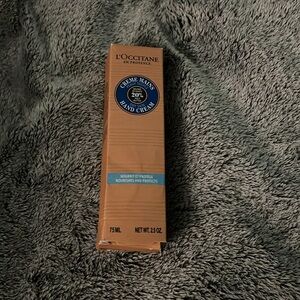 L'OCCITANE
EN PROVENCE
CRÈME MAINS
20%
HAND CREAM
NOURRIT ET PROTÈGE
NOURISHES AND PROTECTS
75 ML NET WT. 2.5 OZ.